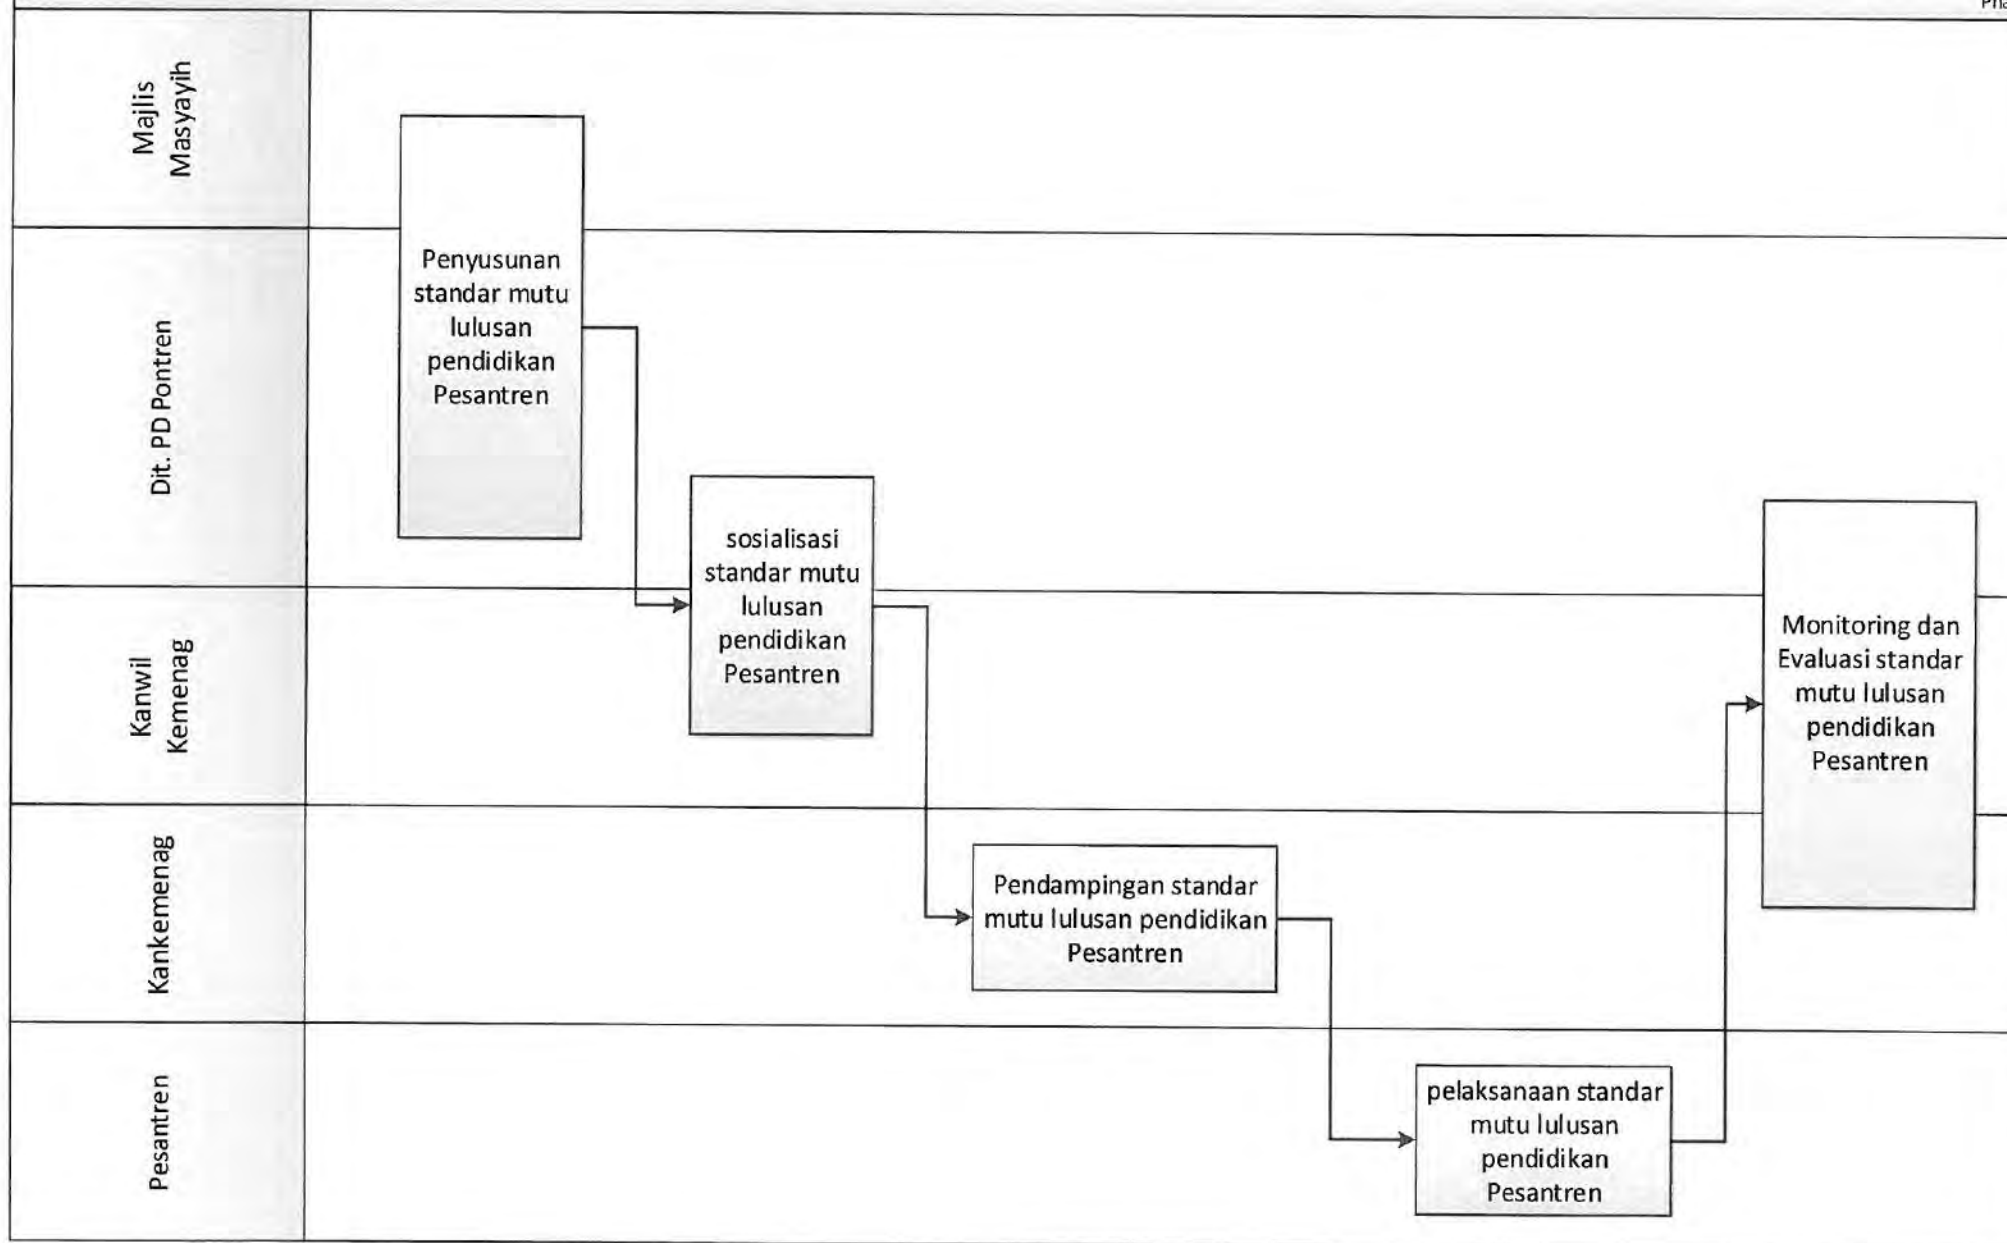 Majlis
Masyayih
Dit. PD Pontren
Kanwil
Kemenag
Kankemenag
Pesantren
Penyusunan
standar mutu
lulusan
pendidikan
Pesantren
sosialisasi
standar mutu
lulusan
pendidikan
Pesantren
Pendampingan standar
mutu lulusan pendidikan
Pesantren
pelaksanaan standar
mutu lulusan
pendidikan
Pesantren
Monitoring dan
Evaluasi standar
mutu lulusan
pendidikan
Pesantren